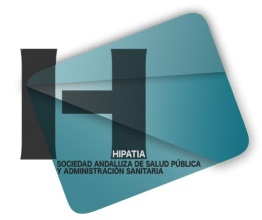 H
HIPATIA
SOCIEDAD ANDALUZA DE SALUD PÚBLICA
Y ADMINISTRACIÓN SANITARIA